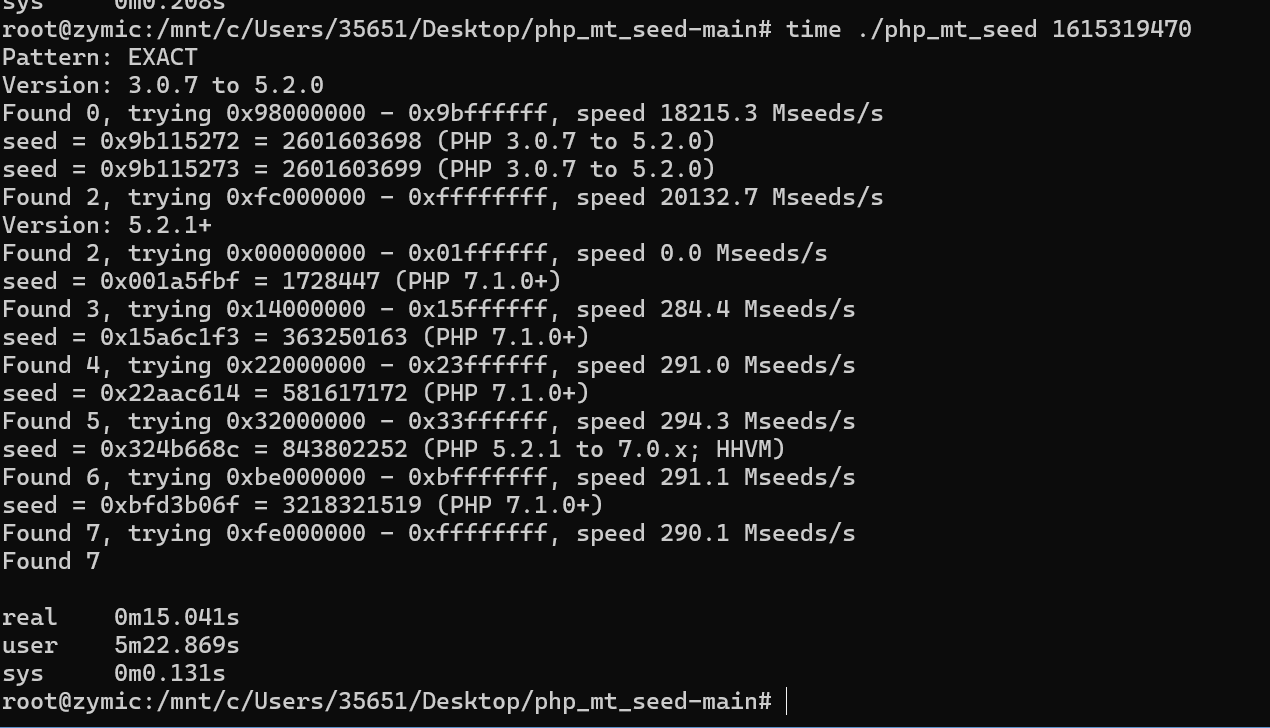 sys     0m0.208s
root@zymic:/mnt/c/Users/35651/Desktop/php_mt_seed-main# time ./php_mt_seed 1615319470
Pattern: EXACT
Version: 3.0.7 to 5.2.0
Found 0, trying 0x98000000 - 0x9bffffff, speed 18215.3 Mseeds/s
seed = 0x9b115272 = 2601603698 (PHP 3.0.7 to 5.2.0)
seed = 0x9b115273 = 2601603699 (PHP 3.0.7 to 5.2.0)
Found 2, trying 0xfc000000 - 0xffffffff, speed 20132.7 Mseeds/s
Version: 5.2.1+
Found 2, trying 0x00000000 - 0x01ffffff, speed 0.0 Mseeds/s
seed = 0x001a5fbf = 1728447 (PHP 7.1.0+)
Found 3, trying 0x14000000 - 0x15ffffff, speed 284.4 Mseeds/s
seed = 0x15a6c1f3 = 363250163 (PHP 7.1.0+)
Found 4, trying 0x22000000 - 0x23ffffff, speed 291.0 Mseeds/s
seed = 0x22aac614 = 581617172 (PHP 7.1.0+)
Found 5, trying 0x32000000 - 0x33ffffff, speed 294.3 Mseeds/s
seed = 0x324b668c = 843802252 (PHP 5.2.1 to 7.0.x; HHVM)
Found 6, trying 0xbe000000 - 0xbfffffff, speed 291.1 Mseeds/s
seed = 0xbfd3b06f = 3218321519 (PHP 7.1.0+)
Found 7, trying 0xfe000000 - 0xffffffff, speed 290.1 Mseeds/s
Found 7
real    0m15.041s
user    5m22.869s
sys     0m0.131s
root@zymic:/mnt/c/Users/35651/Desktop/php_mt_seed-main#